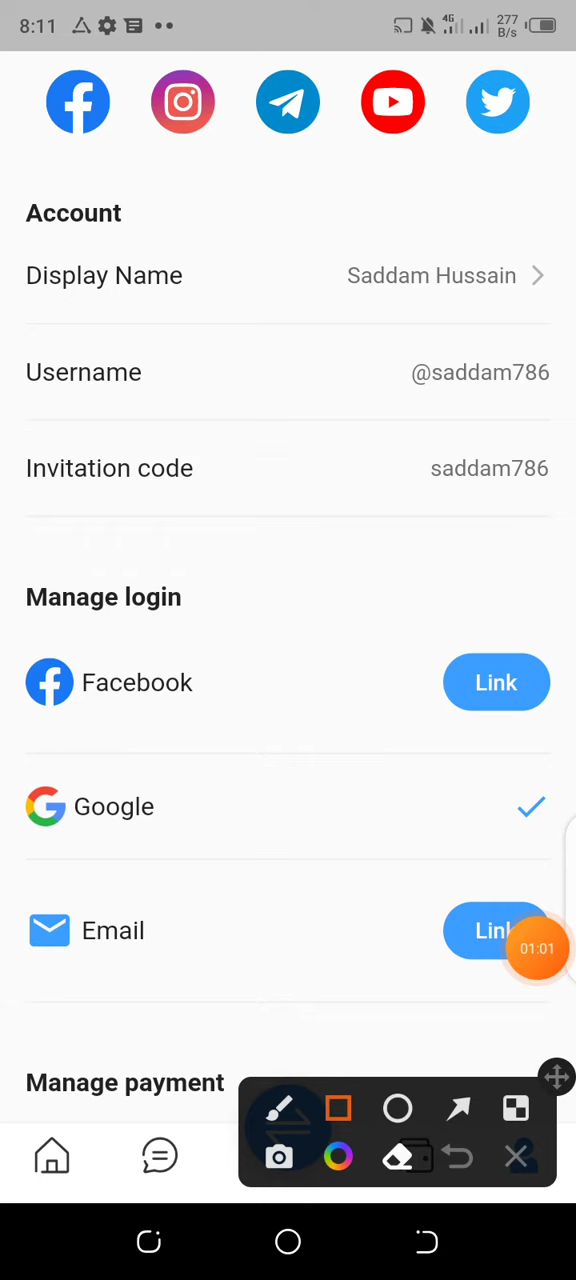 8:11 4G 277 B/s
Account
Display Name Saddam Hussain
Username @saddam786
Invitation code saddam786
Manage login
Facebook Link
Google
Email Link
01:01
Manage payment